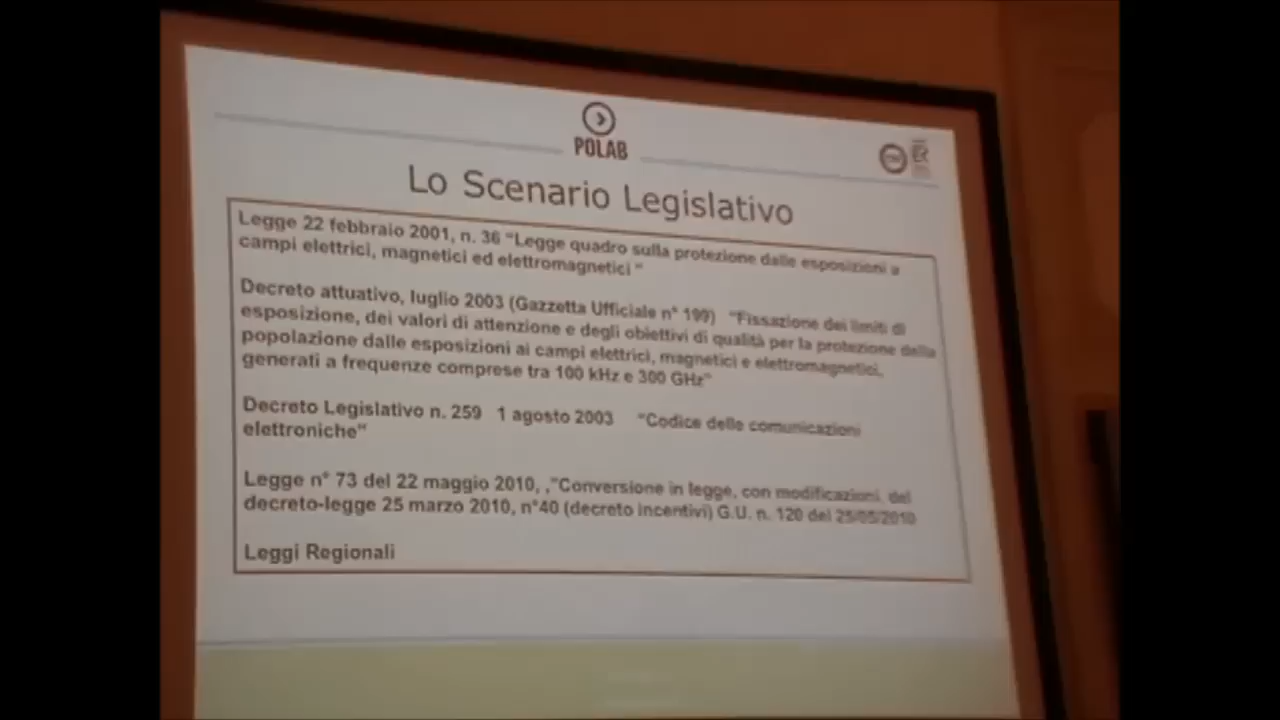 POLAB
Lo Scenario Legislativo
Legge 22 febbraio 2001, n. 36 “Legge quadro sulla protezione dalle esposizioni a
campi elettrici, magnetici ed elettromagnetici “
Decreto attuativo, luglio 2003 (Gazzetta Ufficiale n° 199) “Fissazione dei limiti di
esposizione, dei valori di attenzione e degli obiettivi di qualità per la protezione della
popolazione dalle esposizioni ai campi elettrici, magnetici e elettromagnetici,
generati a frequenze comprese tra 100 kHz e 300 GHz”
Decreto Legislativo n. 259 1 agosto 2003 “Codice delle comunicazioni
elettroniche”
Legge n° 73 del 22 maggio 2010, ,”Conversione in legge, con modificazioni, del
decreto-legge 25 marzo 2010, n°40 (decreto incentivi) G.U. n. 120 del 25/05/2010
Leggi Regionali